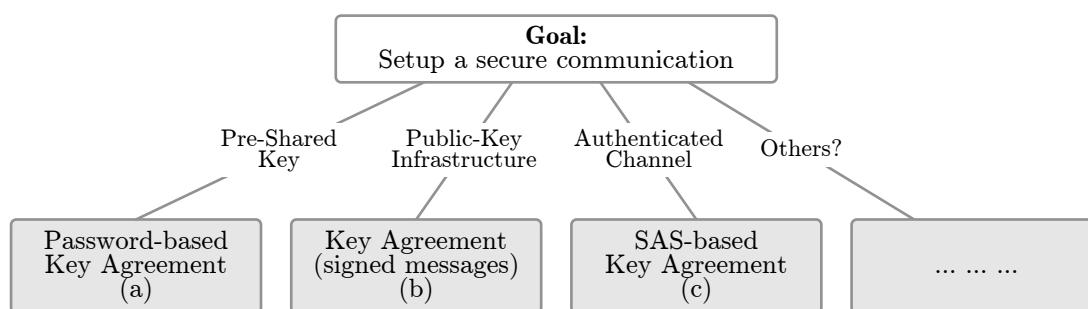 Goal:
Setup a secure communication
Pre-Shared
Key
Public-Key
Infrastructure
Authenticated
Channel
Others?
Password-based
Key Agreement
(a)
Key Agreement
(signed messages)
(b)
SAS-based
Key Agreement
(c)
... ... ...